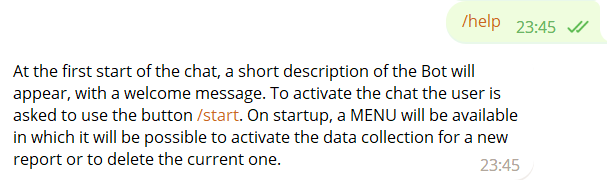 /help
23:45
At the first start of the chat, a short description of the Bot will
appear, with a welcome message. To activate the chat the user is
asked to use the button /start. On startup, a MENU will be available
in which it will be possible to activate the data collection for a new
report or to delete the current one.
23:45